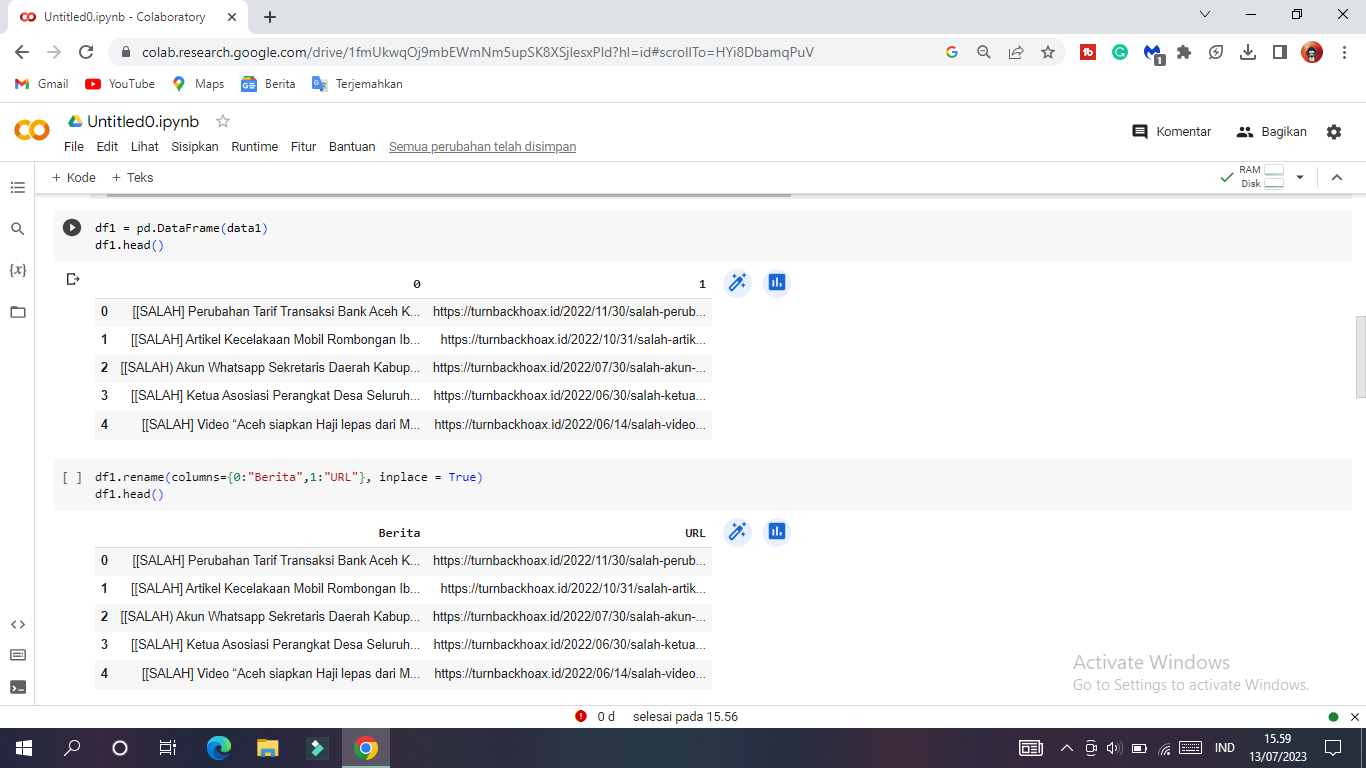 Untitled0.ipynb - Colaboratory
colab.research.google.com/drive/1fmUkwqOj9mbEWmNm5upSK8XSjlesxPld?hl=id#scrollTo=HYi8DbamqPuV
1
Gmail YouTube Maps Berita Terjemahkan
Untitled0.ipynb
File Edit Lihat Sisipkan Runtime Fitur Bantuan Semua perubahan telah disimpan
Komentar Bagikan
+ Kode + Teks
RAM
Disk
df1 = pd.DataFrame(data1)
df1.head()
0 1
0 [[SALAH] Perubahan Tarif Transaksi Bank Aceh K... https://turnbackhoax.id/2022/11/30/salah-perub...
1 [[SALAH] Artikel Kecelakaan Mobil Rombongan Ib... https://turnbackhoax.id/2022/10/31/salah-artik...
2 [[SALAH) Akun Whatsapp Sekretaris Daerah Kabup... https://turnbackhoax.id/2022/07/30/salah-akun-...
3 [[SALAH] Ketua Asosiasi Perangkat Desa Seluruh... https://turnbackhoax.id/2022/06/30/salah-ketua...
4 [[SALAH] Video “Aceh siapkan Haji lepas dari M... https://turnbackhoax.id/2022/06/14/salah-video...
[ ] df1.rename(columns={0:"Berita",1:"URL"}, inplace = True)
df1.head()
Berita URL
0 [[SALAH] Perubahan Tarif Transaksi Bank Aceh K... https://turnbackhoax.id/2022/11/30/salah-perub...
1 [[SALAH] Artikel Kecelakaan Mobil Rombongan Ib... https://turnbackhoax.id/2022/10/31/salah-artik...
2 [[SALAH) Akun Whatsapp Sekretaris Daerah Kabup... https://turnbackhoax.id/2022/07/30/salah-akun-...
3 [[SALAH] Ketua Asosiasi Perangkat Desa Seluruh... https://turnbackhoax.id/2022/06/30/salah-ketua...
4 [[SALAH] Video “Aceh siapkan Haji lepas dari M... https://turnbackhoax.id/2022/06/14/salah-video...
Activate Windows
Go to Settings to activate Windows.
0 d selesai pada 15.56
IND
15.59
13/07/2023